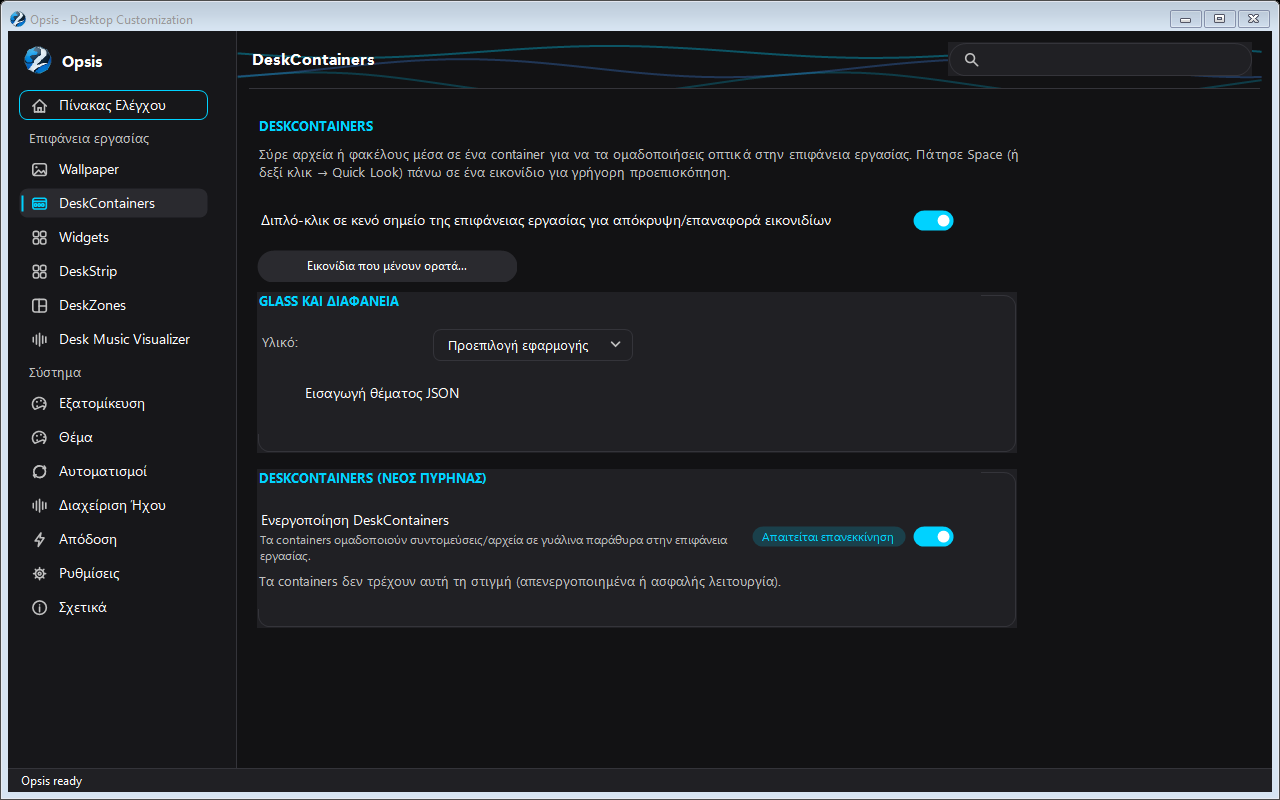 Opsis - Desktop Customization
Opsis
DeskContainers
Πίνακας Ελέγχου
Επιφάνεια εργασίας
Wallpaper
DeskContainers
Widgets
DeskStrip
DeskZones
Desk Music Visualizer
Σύστημα
Εξατομίκευση
Θέμα
Αυτοματισμοί
Διαχείριση Ήχου
Απόδοση
Ρυθμίσεις
Σχετικά
DESKCONTAINERS
Σύρε αρχεία ή φακέλους μέσα σε ένα container για να τα ομαδοποιήσεις οπτικά στην επιφάνεια εργασίας. Πάτησε Space (ή
δεξί κλικ → Quick Look) πάνω σε ένα εικονίδιο για γρήγορη προεπισκόπηση.
Διπλό-κλικ σε κενό σημείο της επιφάνειας εργασίας για απόκρυψη/επαναφορά εικονιδίων
Εικονίδια που μένουν ορατά...
GLASS ΚΑΙ ΔΙΑΦΑΝΕΙΑ
Υλικό:
Προεπιλογή εφαρμογής
Εισαγωγή θέματος JSON
DESKCONTAINERS (ΝΕΟΣ ΠΥΡΗΝΑΣ)
Ενεργοποίηση DeskContainers
Τα containers ομαδοποιούν συντομεύσεις/αρχεία σε γυάλινα παράθυρα στην επιφάνεια
εργασίας.
Απαιτείται επανεκκίνηση
Τα containers δεν τρέχουν αυτή τη στιγμή (απενεργοποιημένα ή ασφαλής λειτουργία).
Opsis ready